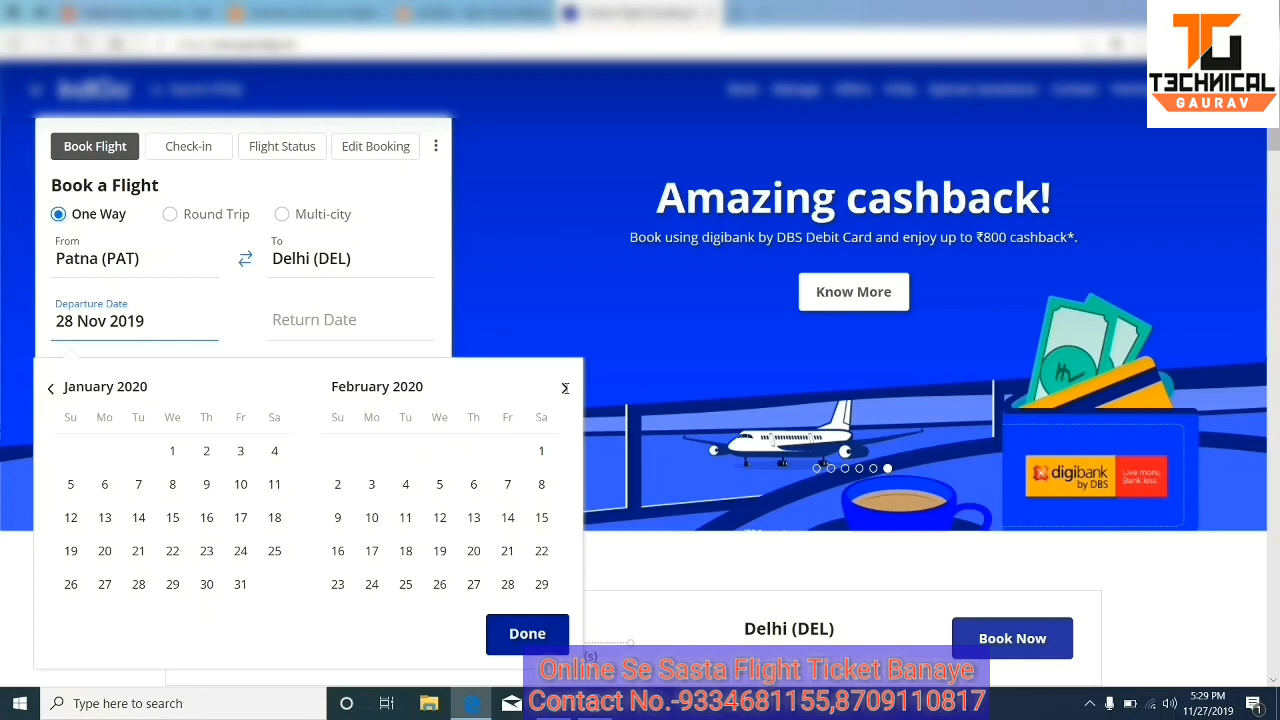 TECHNICAL
GAURAV
IndiGo
Book Flight
Check-in
Flight Status
Edit Booking
Book a Flight
One Way
Round Trip
Multi-city
From
Patna (PAT)
To
Delhi (DEL)
Departure Date
28 Nov 2019
Return Date
Amazing cashback!
Book using digibank by DBS Debit Card and enjoy up to ₹800 cashback*.
Know More
January 2020
Su Mo Tu We Th Fr Sa
1 2 3 4
5 6 7 8 9 10 11
12 13 14 15 16 17 18
19 20 21 22 23 24 25
26 27 28 29 30 31
February 2020
Su Mo Tu We Th Fr Sa
1
2 3 4 5 6 7 8
9 10 11 12 13 14 15
16 17 18 19 20 21 22
23 24 25 26 27 28 29
Done
digibank
by DBS
Live more,
Bank less
Delhi (DEL)
Book Now
(s)
Online Se Sasta Flight Ticket Banaye
Contact No.-9334681155,8709110817
Type here to search
5:29 PM
11/27/2019